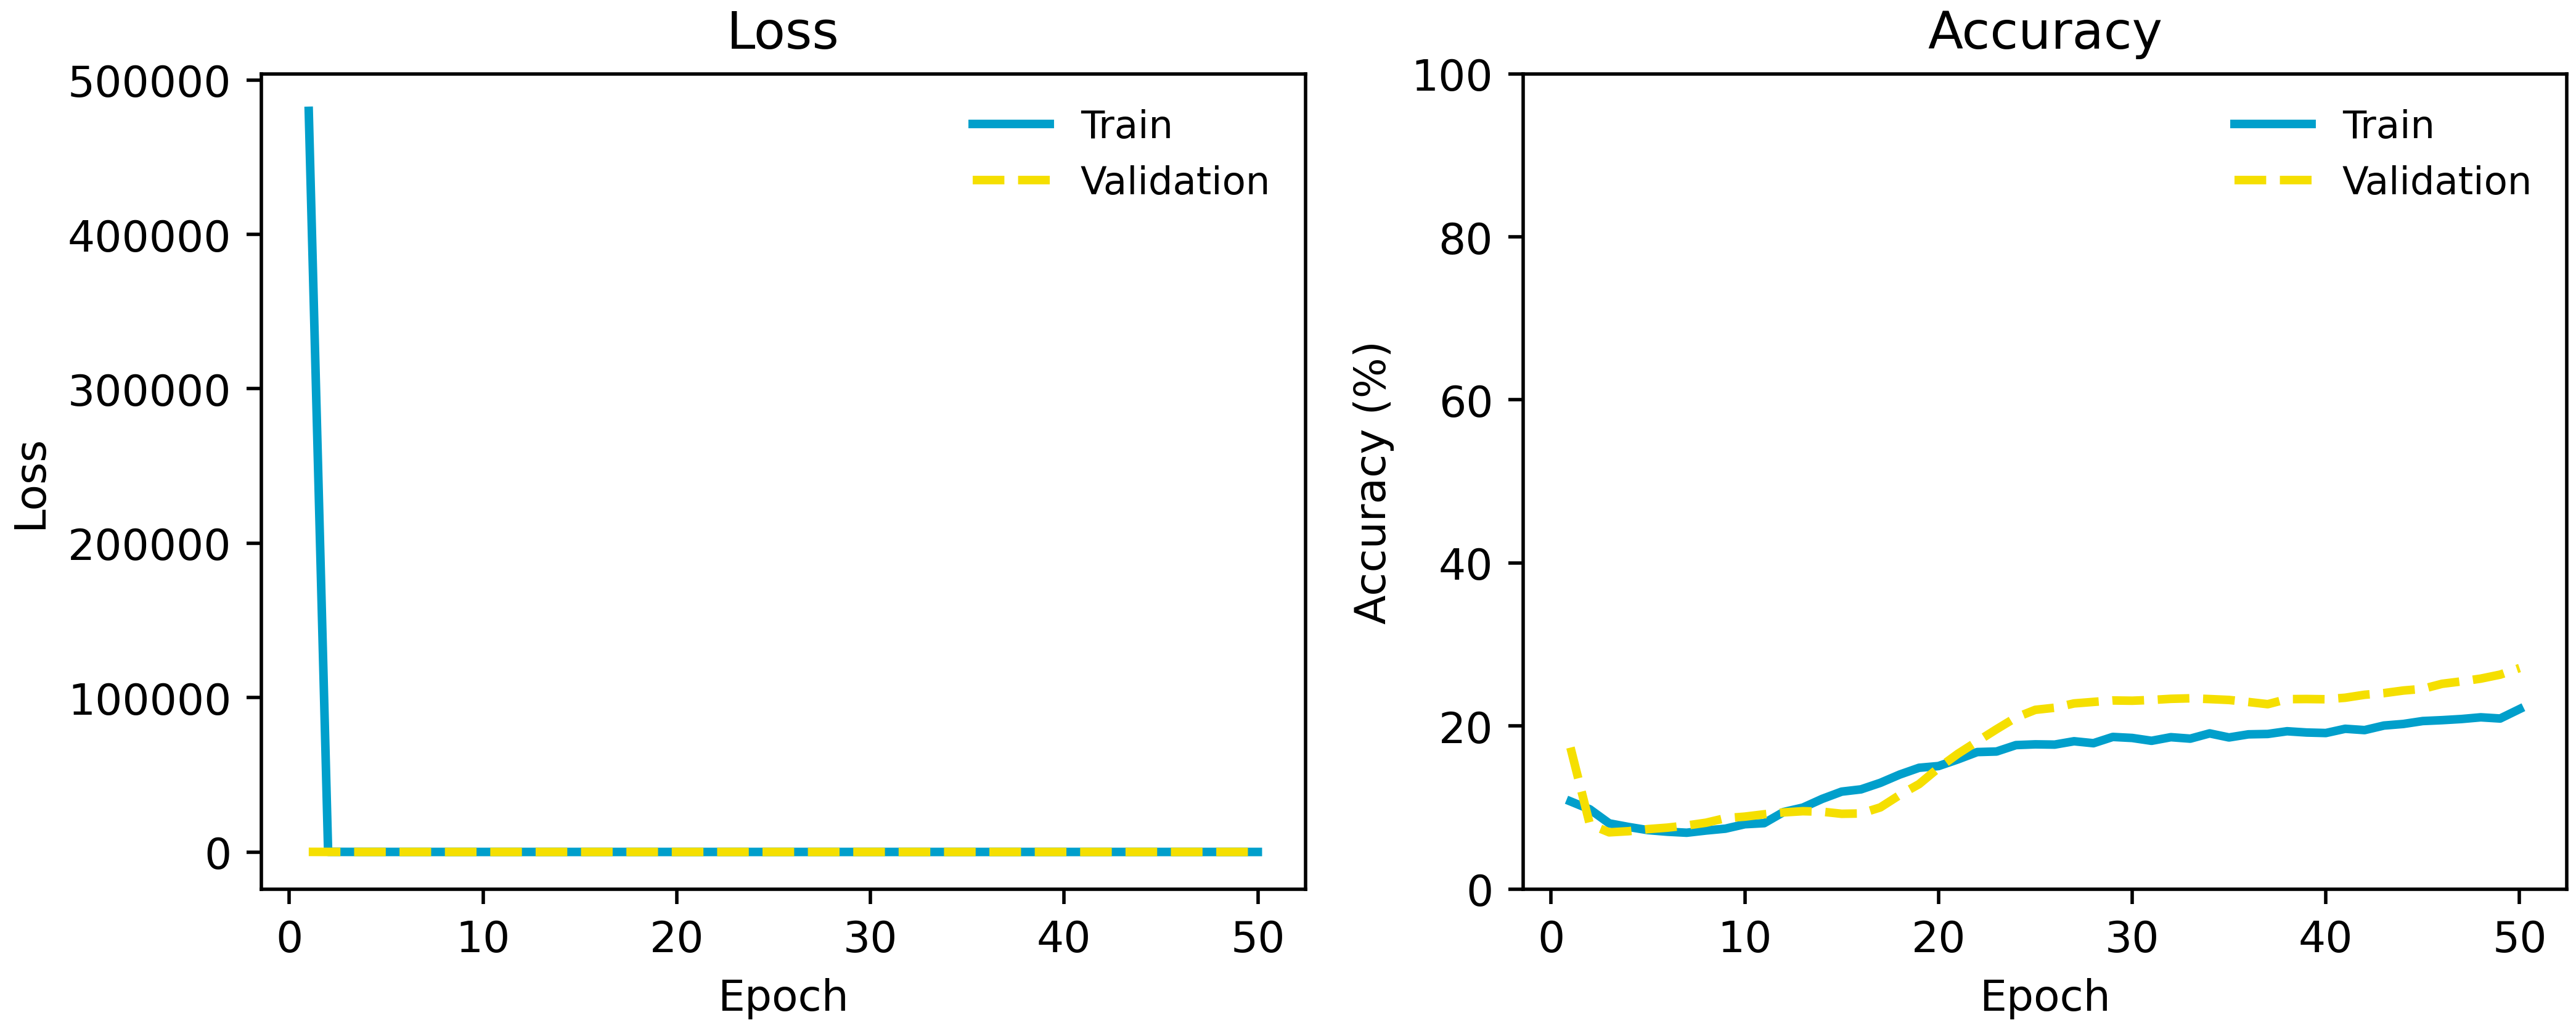 Loss
500000
400000
300000
200000
100000
0
Loss
Train
Validation
0 10 20 30 40 50
Epoch
Accuracy
100
80
60
40
20
0
Accuracy (%)
Train
Validation
0 10 20 30 40 50
Epoch